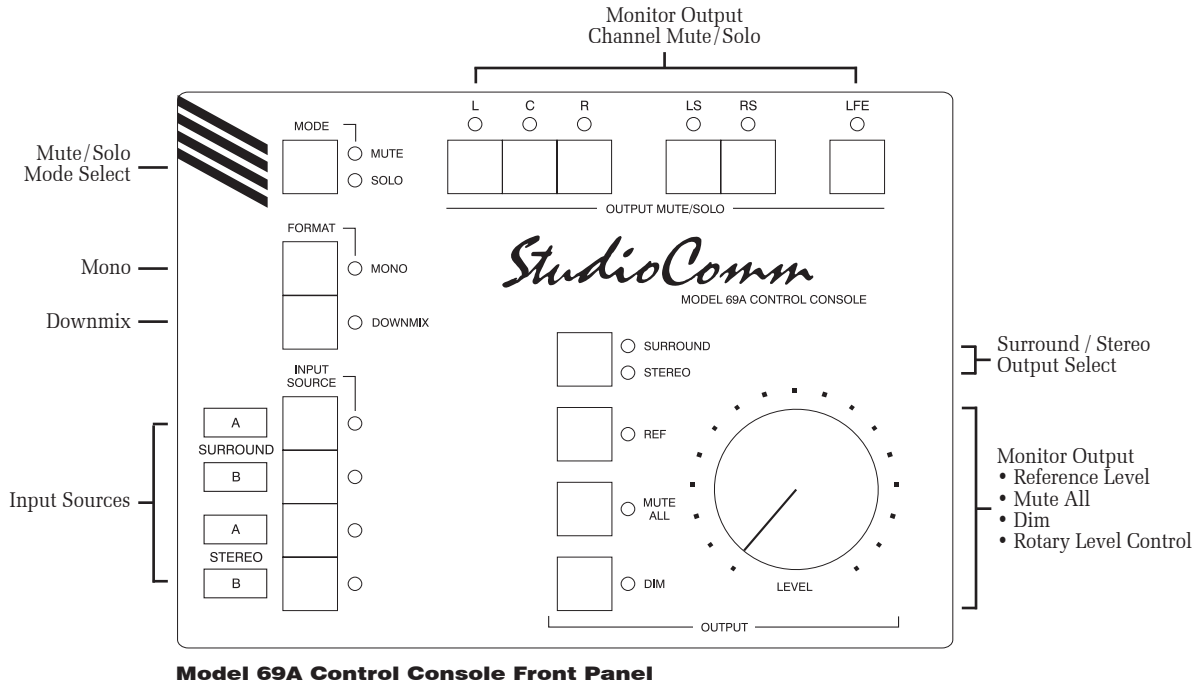 Monitor Output
Channel Mute/Solo
L C R LS RS LFE
MODE
MUTE
SOLO
Mute/Solo
Mode Select
OUTPUT MUTE/SOLO
FORMAT
MONO
Mono
StudioComm
MODEL 69A CONTROL CONSOLE
DOWNMIX
Downmix
SURROUND
STEREO
Surround / Stereo
Output Select
INPUT
SOURCE
A
SURROUND
B
A
STEREO
B
Input Sources
REF
MUTE
ALL
DIM
LEVEL
OUTPUT
Monitor Output
• Reference Level
• Mute All
• Dim
• Rotary Level Control
Model 69A Control Console Front Panel